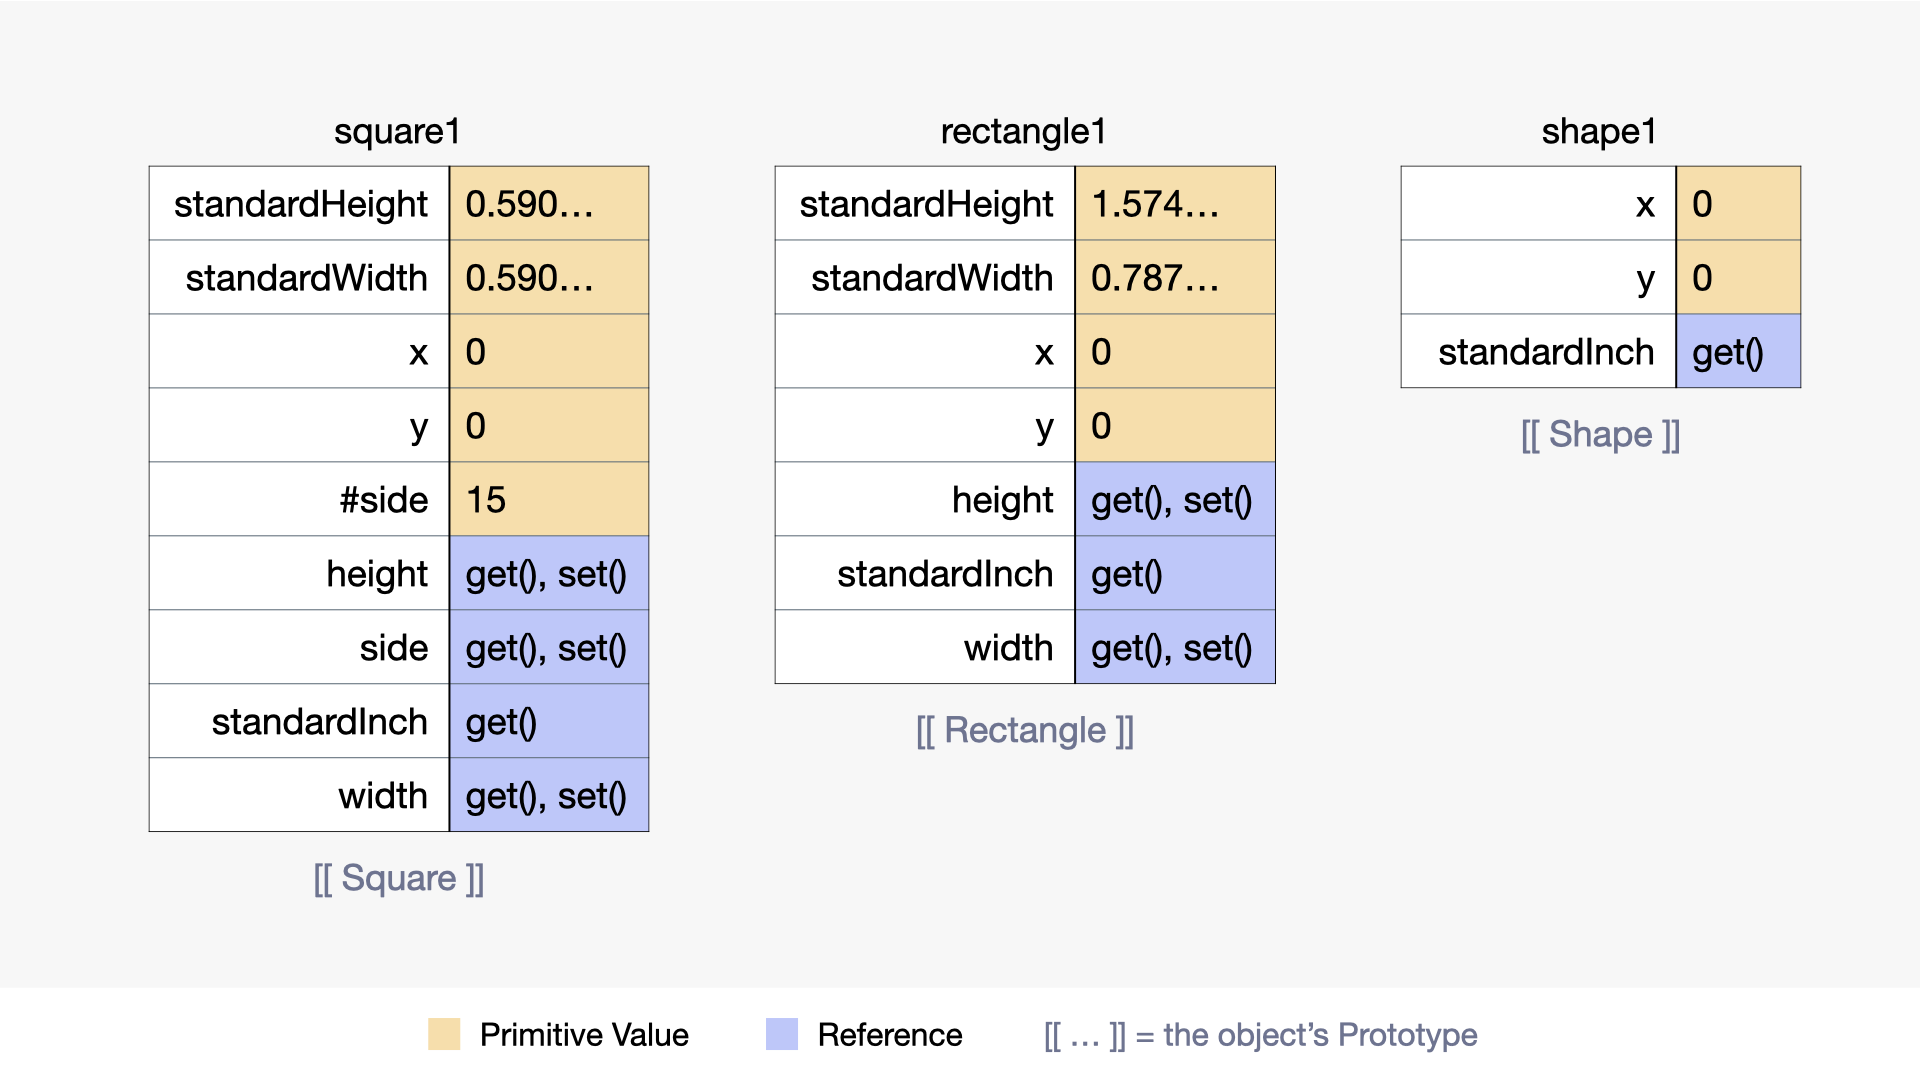 square1
standardHeight 0.590…
standardWidth 0.590…
x 0
y 0
#side 15
height get(), set()
side get(), set()
standardInch get()
width get(), set()
[[ Square ]]
rectangle1
standardHeight 1.574…
standardWidth 0.787…
x 0
y 0
height get(), set()
standardInch get()
width get(), set()
[[ Rectangle ]]
shape1
x 0
y 0
standardInch get()
[[ Shape ]]
Primitive Value
Reference
[[ … ]] = the object’s Prototype